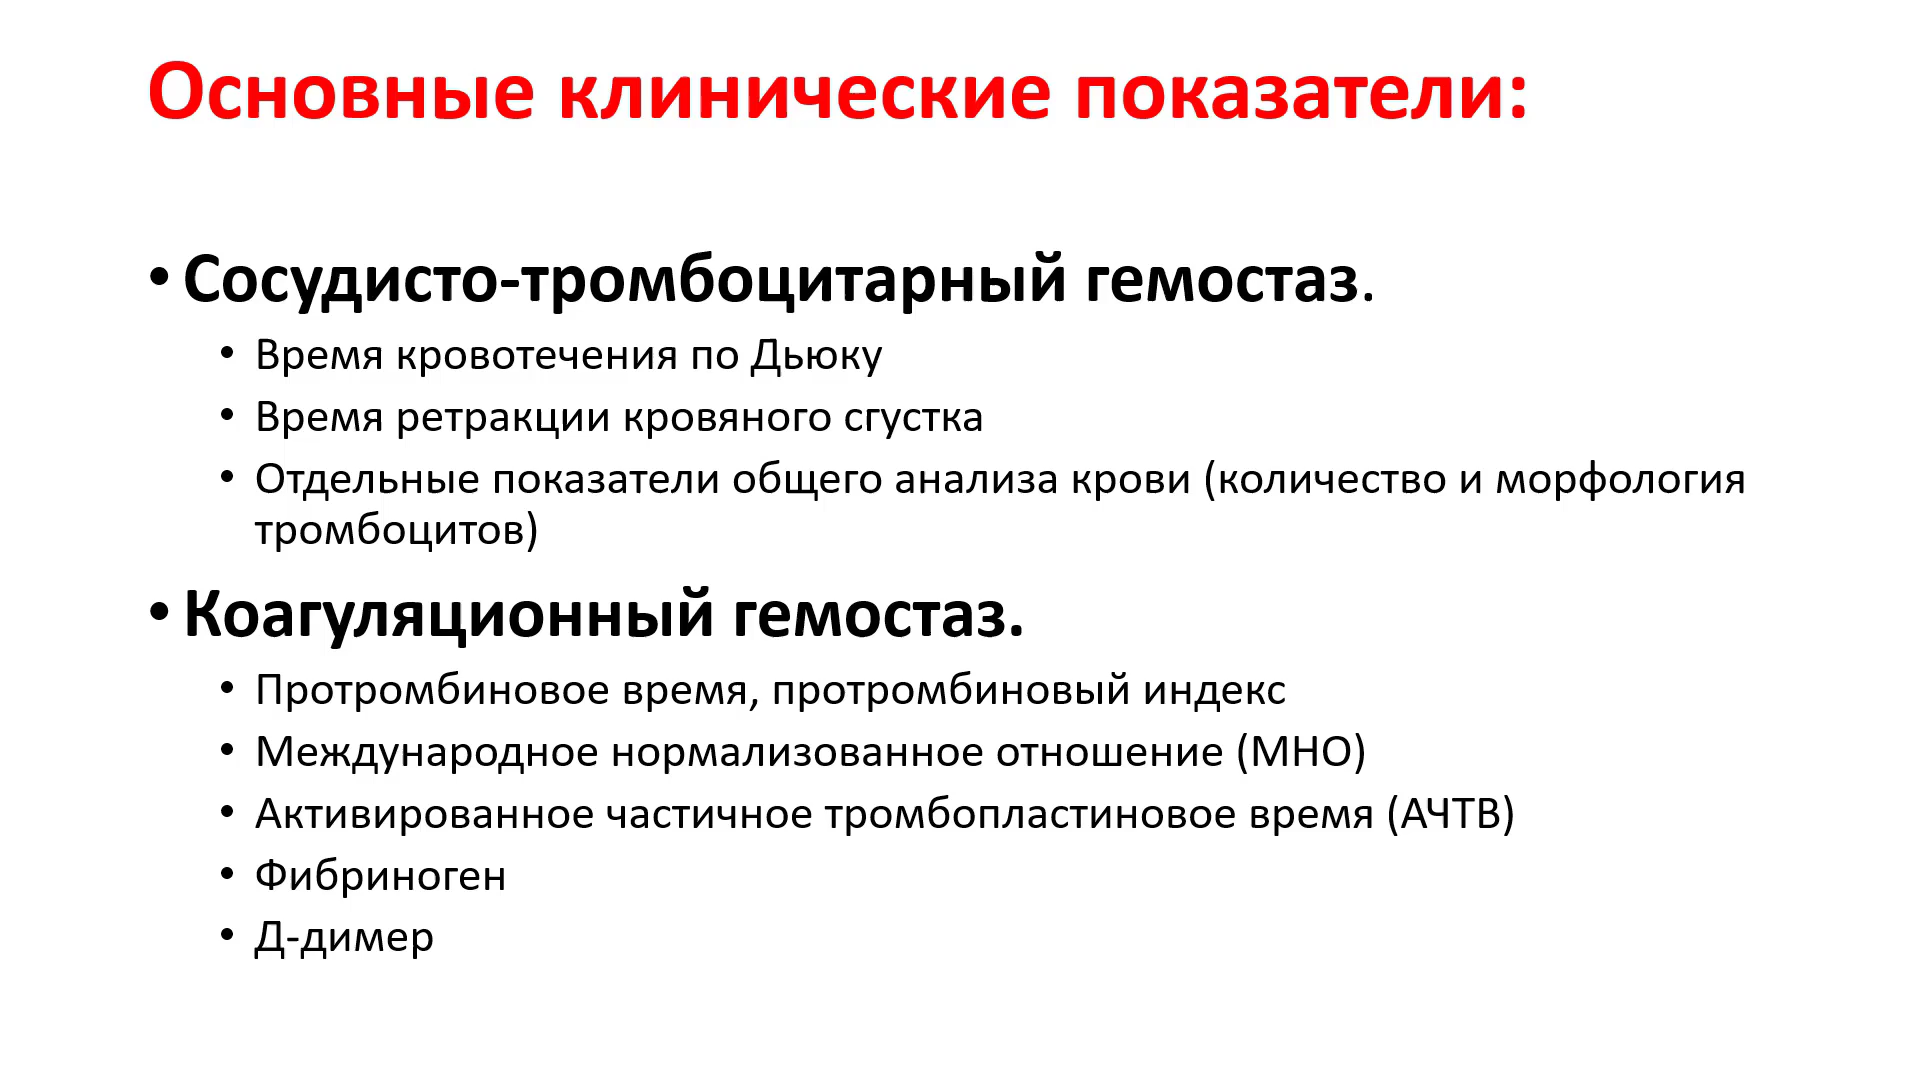 Основные клинические показатели:
• Сосудисто-тромбоцитарный гемостаз.
• Время кровотечения по Дьюку
• Время ретракции кровяного сгустка
• Отдельные показатели общего анализа крови (количество и морфология
тромбоцитов)
• Коагуляционный гемостаз.
• Протромбиновое время, протромбиновый индекс
• Международное нормализованное отношение (МНО)
• Активированное частичное тромбопластиновое время (АЧТВ)
• Фибриноген
• Д-димер